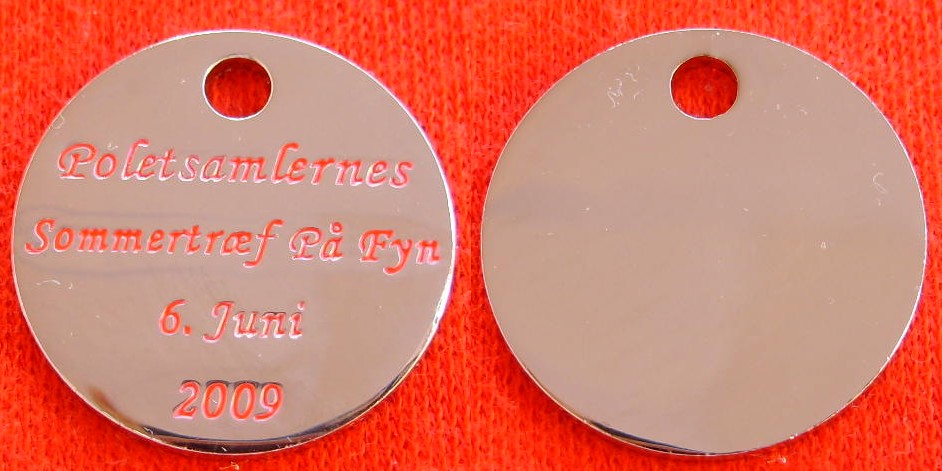 Poletsamlernes
Sommertræf På Fyn
6. Juni
2009